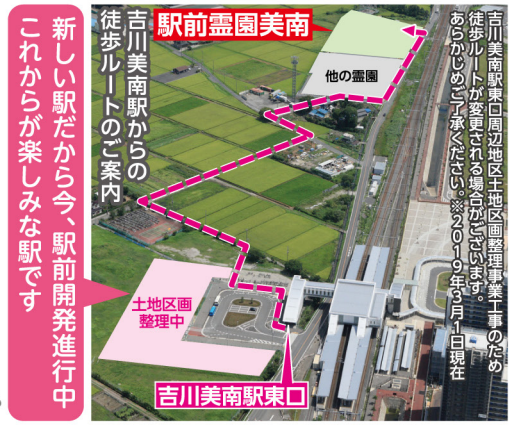 吉川美南駅東口周辺地区土地区画整理事業工事のため
徒歩ルートが変更される場合がございます。
あらかじめご了承ください。※2019年3月1日現在
駅前霊園美南
他の霊園
吉川美南駅からの
徒歩ルートのご案内
新しい駅だから今、駅前開発進行中
これからが楽しみな駅です
土地区画
整理中
吉川美南駅東口